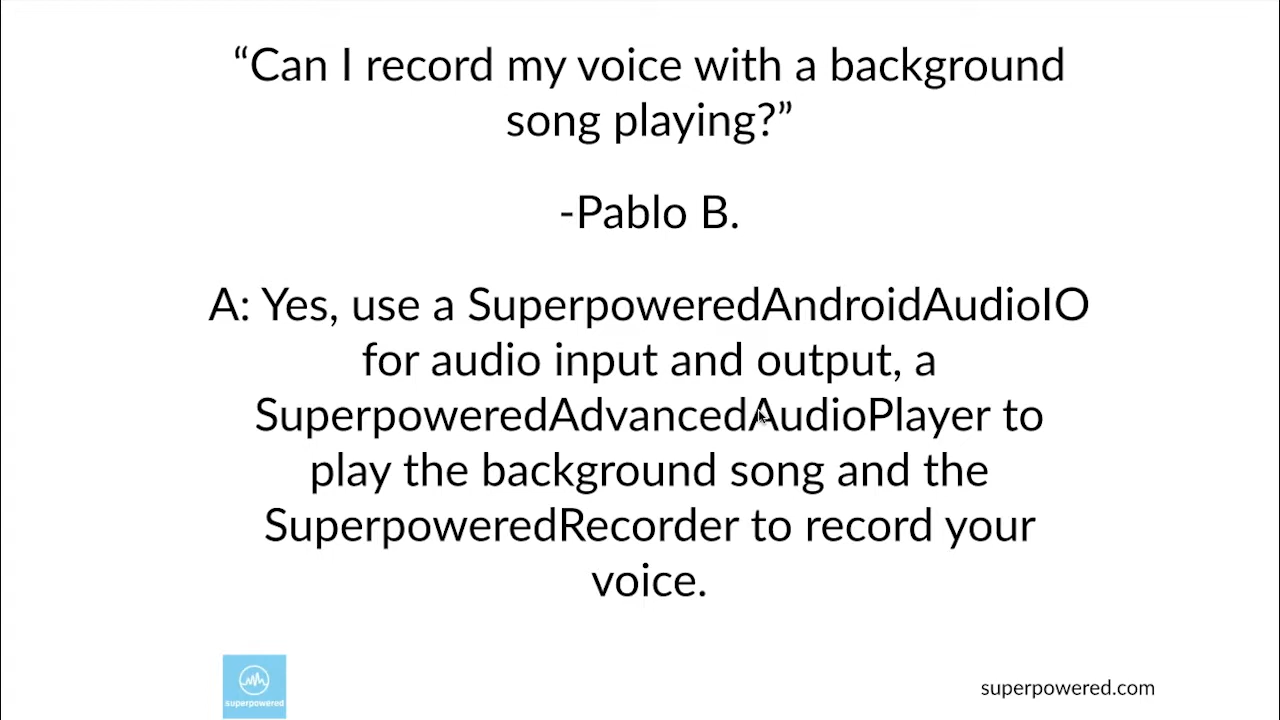 “Can I record my voice with a background
song playing?”
-Pablo B.
A: Yes, use a SuperpoweredAndroidAudioIO
for audio input and output, a
SuperpoweredAdvancedAudioPlayer to
play the background song and the
SuperpoweredRecorder to record your
voice.
superpowered
superpowered.com